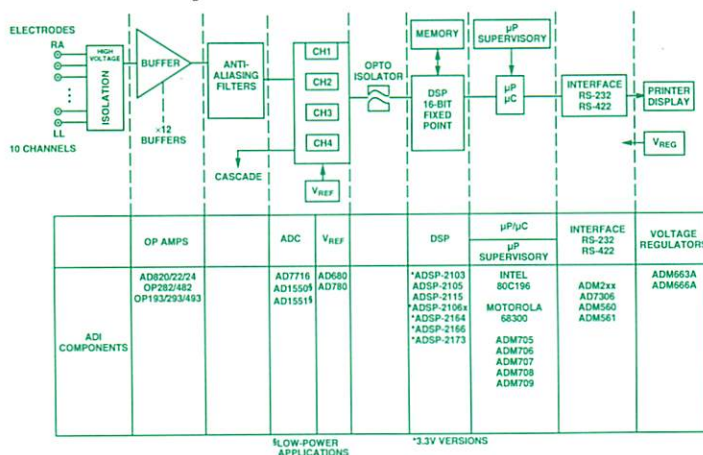 ELECTRODES
RA
LL
10 CHANNELS
HIGH VOLTAGE
ISOLATION
BUFFER
×12
BUFFERS
ANTI-
ALIASING
FILTERS
CASCADE
CH1
CH2
CH3
CH4
VREF
OPTO
ISOLATOR
MEMORY
DSP
16-BIT
FIXED
POINT
µP
SUPERVISORY
µP
µC
INTERFACE
RS-232
RS-422
PRINTER
DISPLAY
VREG
OP AMPS
ADC
VREF
DSP
µP/µC
µP
SUPERVISORY
INTERFACE
RS-232
RS-422
VOLTAGE
REGULATORS
ADI
COMPONENTS
AD820/22/24
OP282/482
OP193/293/493
AD7716
AD1550§
AD1551§
AD680
AD780
*ADSP-2103
ADSP-2105
ADSP-2115
*ADSP-2106x
*ADSP-2164
ADSP-2166
*ADSP-2173
INTEL
80C196
MOTOROLA
68300
ADM705
ADM706
ADM707
ADM708
ADM709
ADM2xx
AD7306
ADM560
ADM561
ADM663A
ADM666A
§LOW-POWER
APPLICATIONS
*3.3V VERSIONS